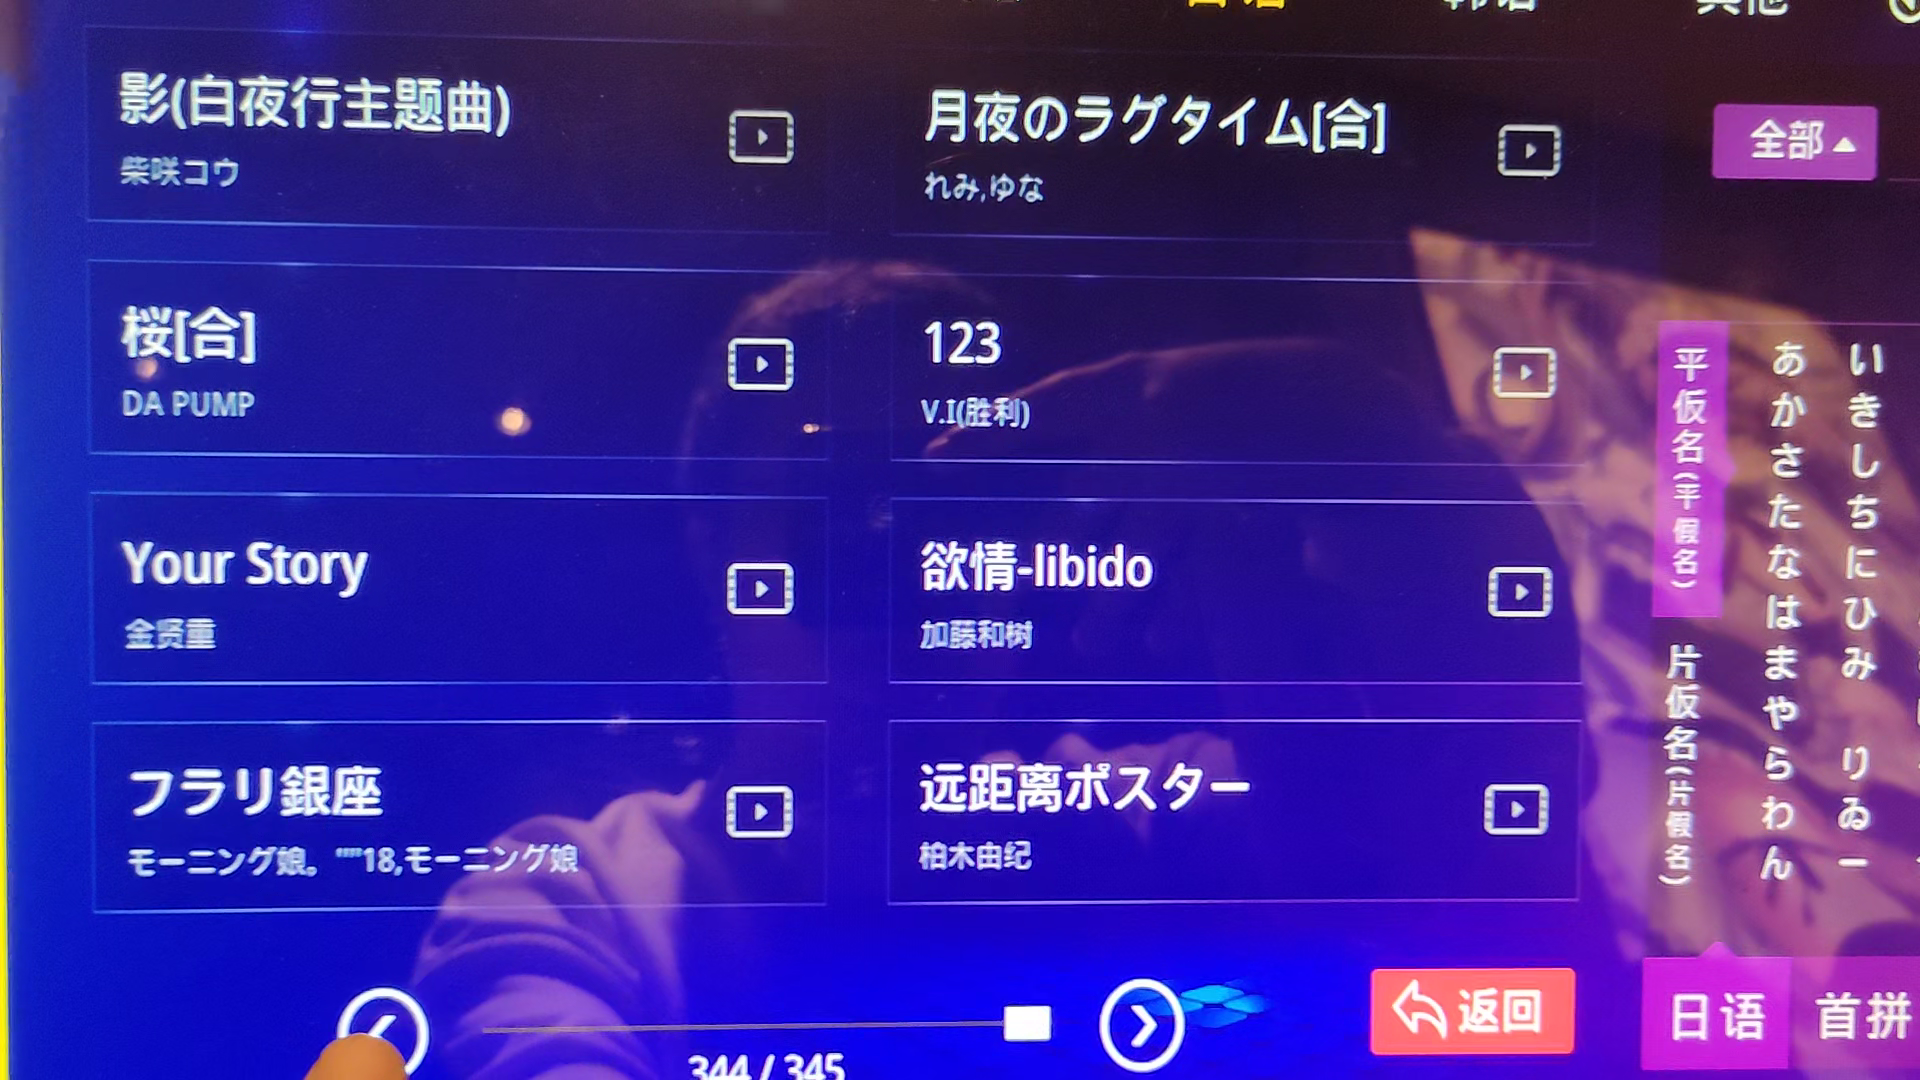 日语
韩语
其他
影(白夜行主题曲)
柴咲コウ
月夜のラグタイム[合]
れみ,ゆな
全部
桜[合]
DA PUMP
123
V.I(胜利)
Your Story
金贤重
欲情-libido
加藤和树
フラリ銀座
モーニング娘。""18,モーニング娘
远距离ポスター
柏木由纪
平仮名(平假名)
片仮名(片假名)
あかさたなはまやらわん
いきしちにひみ りゐー
344 / 345
返回
日语
首拼